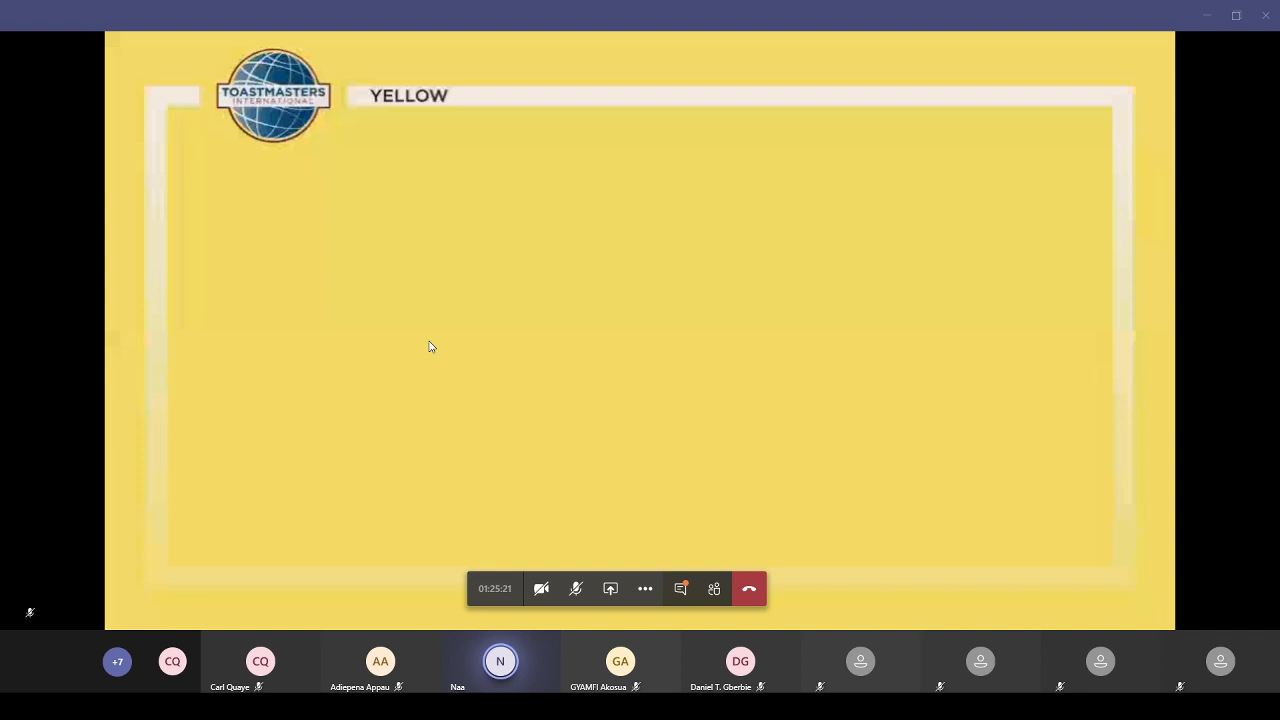 TOASTMASTERS
INTERNATIONAL
YELLOW
01:25:21
+7
CQ
CQ
AA
N
GA
DG
Carl Quaye
Adiepena Appau
Naa
GYAMFI Akosua
Daniel T. Gberbie